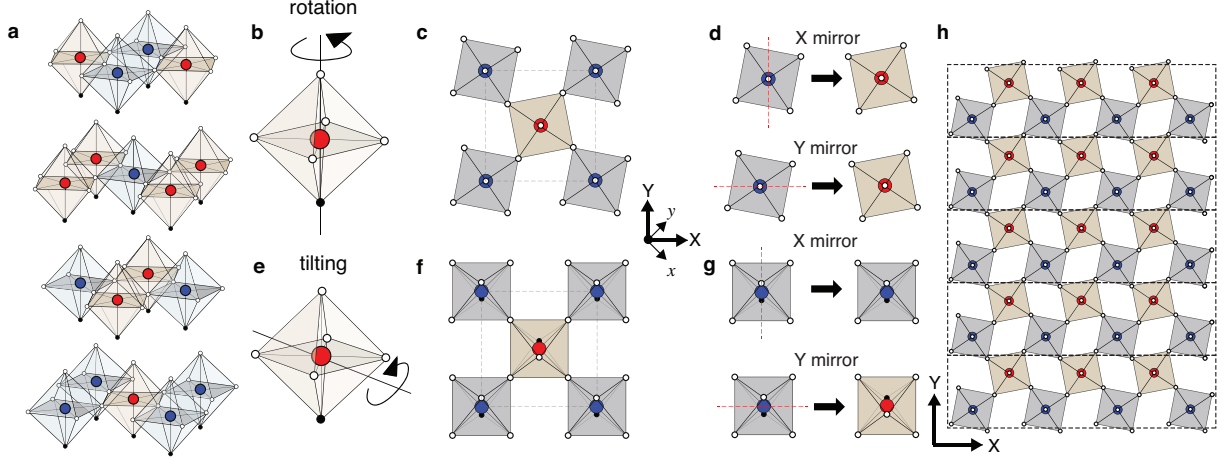 a
b
rotation
c
d
X mirror
Y mirror
h
Y
y
X
x
e
tilting
f
g
X mirror
Y mirror
Y
X